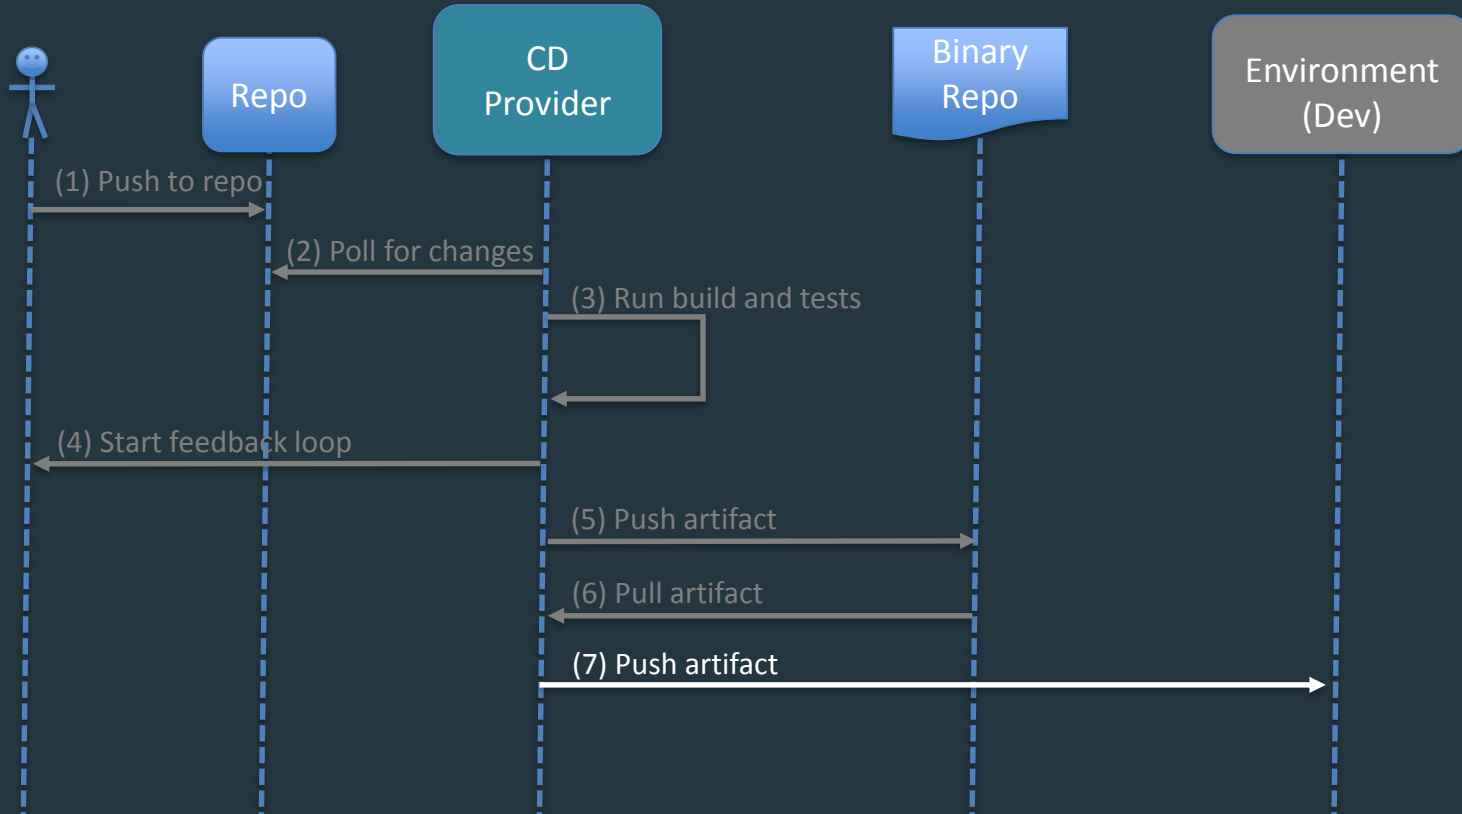 Repo
CD
Provider
Binary
Repo
Environment
(Dev)
(1) Push to repo
(2) Poll for changes
(3) Run build and tests
(4) Start feedback loop
(5) Push artifact
(6) Pull artifact
(7) Push artifact